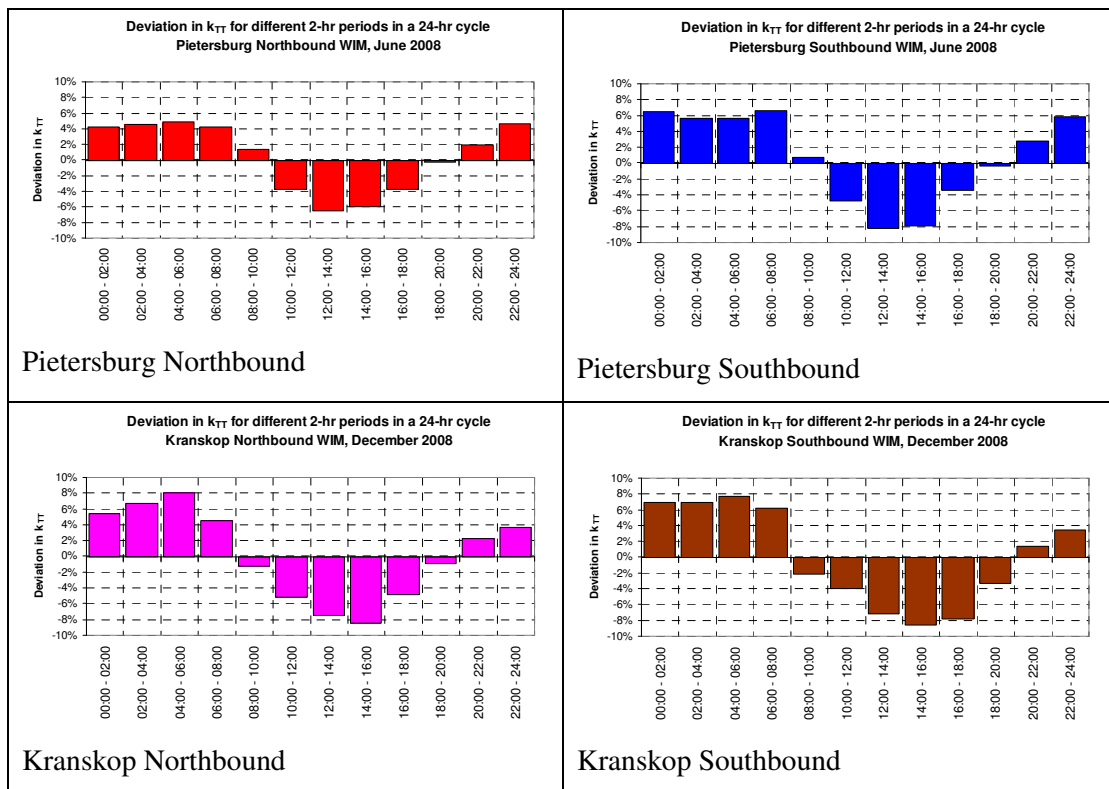 Deviation in kTT for different 2-hr periods in a 24-hr cycle
Pietersburg Northbound WIM, June 2008
Deviation in kTT
10%
8%
6%
4%
2%
0%
-2%
-4%
-6%
-8%
-10%
00:00 - 02:00
02:00 - 04:00
04:00 - 06:00
06:00 - 08:00
08:00 - 10:00
10:00 - 12:00
12:00 - 14:00
14:00 - 16:00
16:00 - 18:00
18:00 - 20:00
20:00 - 22:00
22:00 - 24:00
Pietersburg Northbound
Deviation in kTT for different 2-hr periods in a 24-hr cycle
Pietersburg Southbound WIM, June 2008
Deviation in kTT
10%
8%
6%
4%
2%
0%
-2%
-4%
-6%
-8%
-10%
00:00 - 02:00
02:00 - 04:00
04:00 - 06:00
06:00 - 08:00
08:00 - 10:00
10:00 - 12:00
12:00 - 14:00
14:00 - 16:00
16:00 - 18:00
18:00 - 20:00
20:00 - 22:00
22:00 - 24:00
Pietersburg Southbound
Deviation in kTT for different 2-hr periods in a 24-hr cycle
Kranskop Northbound WIM, December 2008
Deviation in kTT
10%
8%
6%
4%
2%
0%
-2%
-4%
-6%
-8%
-10%
00:00 - 02:00
02:00 - 04:00
04:00 - 06:00
06:00 - 08:00
08:00 - 10:00
10:00 - 12:00
12:00 - 14:00
14:00 - 16:00
16:00 - 18:00
18:00 - 20:00
20:00 - 22:00
22:00 - 24:00
Kranskop Northbound
Deviation in kTT for different 2-hr periods in a 24-hr cycle
Kranskop Southbound WIM, December 2008
Deviation in kTT
10%
8%
6%
4%
2%
0%
-2%
-4%
-6%
-8%
-10%
00:00 - 02:00
02:00 - 04:00
04:00 - 06:00
06:00 - 08:00
08:00 - 10:00
10:00 - 12:00
12:00 - 14:00
14:00 - 16:00
16:00 - 18:00
18:00 - 20:00
20:00 - 22:00
22:00 - 24:00
Kranskop Southbound